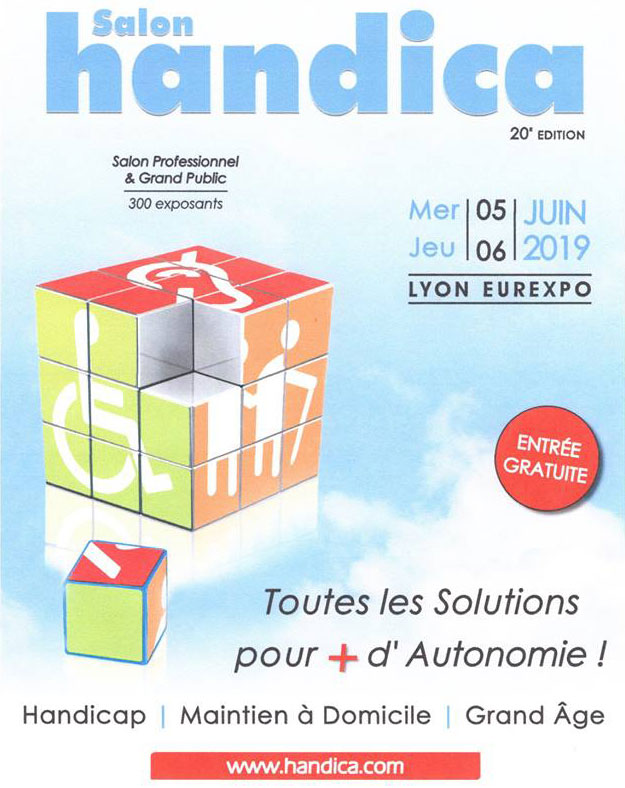 Salon
handica
20e EDITION
Salon Professionnel
& Grand Public
300 exposants
Mer 05 JUIN
Jeu 06 2019
LYON EUREXPO
ENTRÉE
GRATUITE
Toutes les Solutions
pour + d' Autonomie !
Handicap | Maintien à Domicile | Grand Âge
www.handica.com